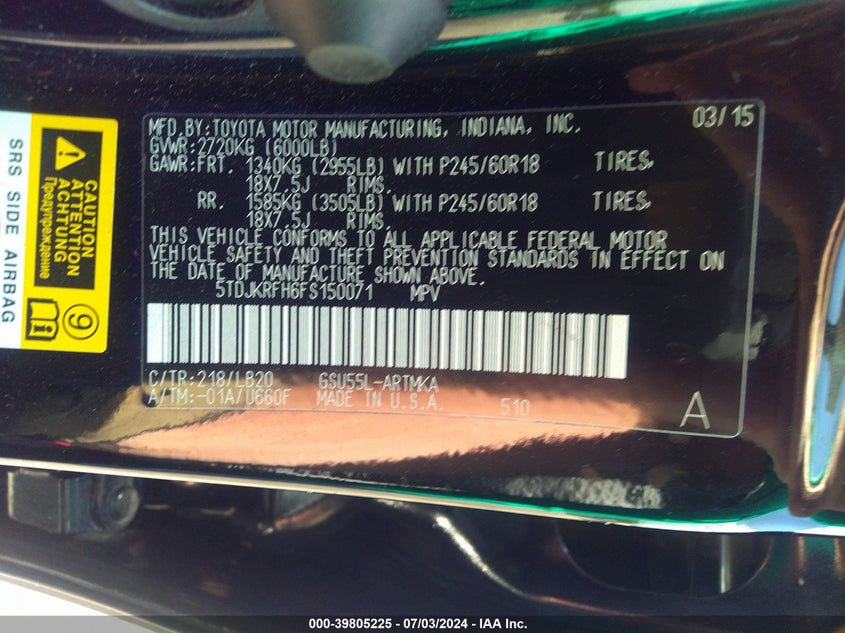 MFD.BY:TOYOTA MOTOR MANUFACTURING, INDIANA, INC. 03/15
GVWR:2720KG (6000LB)
GAWR:FRT. 1340KG (2955LB) WITH P245/60R18 TIRES,
18X7.5J RIMS.
RR. 1585KG (3505LB) WITH P245/60R18 TIRES,
18X7.5J RIMS.
THIS VEHICLE CONFORMS TO ALL APPLICABLE FEDERAL MOTOR
VEHICLE SAFETY AND THEFT PREVENTION STANDARDS IN EFFECT ON
THE DATE OF MANUFACTURE SHOWN ABOVE.
5TDJKRFH6FS150071 MPV
C/TR:218/LB20 GSU55L-ARTMKA
A/TM:-01A/U660F MADE IN U.S.A. 510
A
SRS SIDE AIRBAG
CAUTION
ATTENTION
ACHTUNG
Предупреждение
9
000-39805225 - 07/03/2024 - IAA Inc.